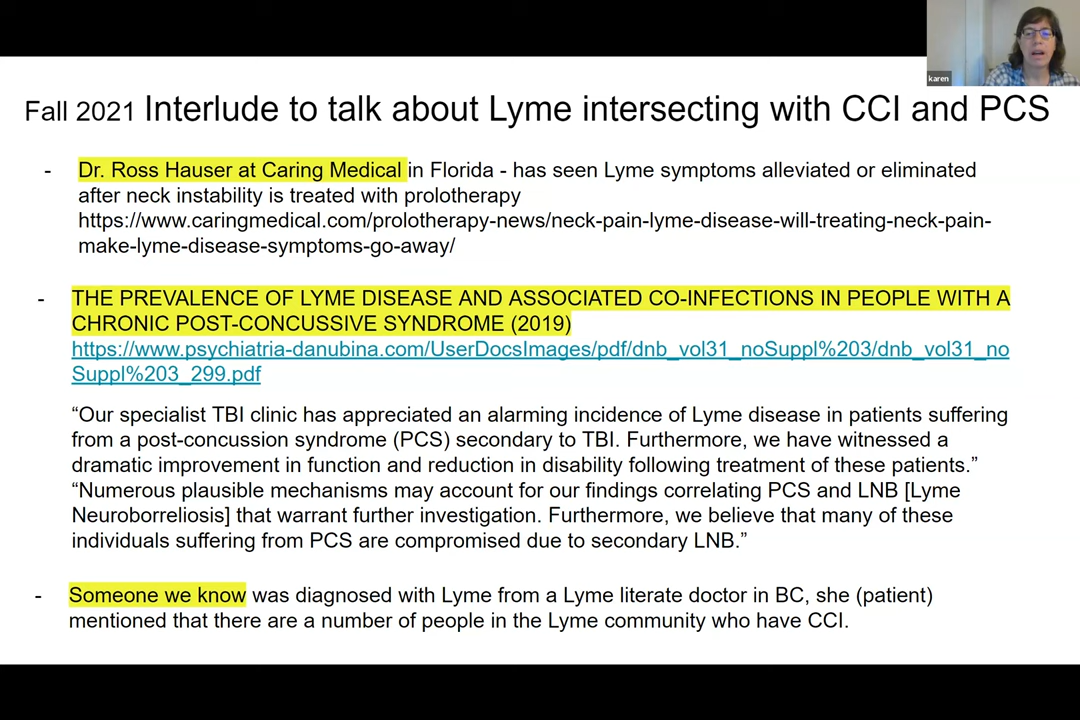 karen
Fall 2021 Interlude to talk about Lyme intersecting with CCI and PCS
- Dr. Ross Hauser at Caring Medical in Florida - has seen Lyme symptoms alleviated or eliminated
after neck instability is treated with prolotherapy
https://www.caringmedical.com/prolotherapy-news/neck-pain-lyme-disease-will-treating-neck-pain-
make-lyme-disease-symptoms-go-away/
- THE PREVALENCE OF LYME DISEASE AND ASSOCIATED CO-INFECTIONS IN PEOPLE WITH A
CHRONIC POST-CONCUSSIVE SYNDROME (2019)
https://www.psychiatria-danubina.com/UserDocsImages/pdf/dnb_vol31_noSuppl%203/dnb_vol31_no
Suppl%203_299.pdf
“Our specialist TBI clinic has appreciated an alarming incidence of Lyme disease in patients suffering
from a post-concussion syndrome (PCS) secondary to TBI. Furthermore, we have witnessed a
dramatic improvement in function and reduction in disability following treatment of these patients.”
“Numerous plausible mechanisms may account for our findings correlating PCS and LNB [Lyme
Neuroborreliosis] that warrant further investigation. Furthermore, we believe that many of these
individuals suffering from PCS are compromised due to secondary LNB.”
- Someone we know was diagnosed with Lyme from a Lyme literate doctor in BC, she (patient)
mentioned that there are a number of people in the Lyme community who have CCI.